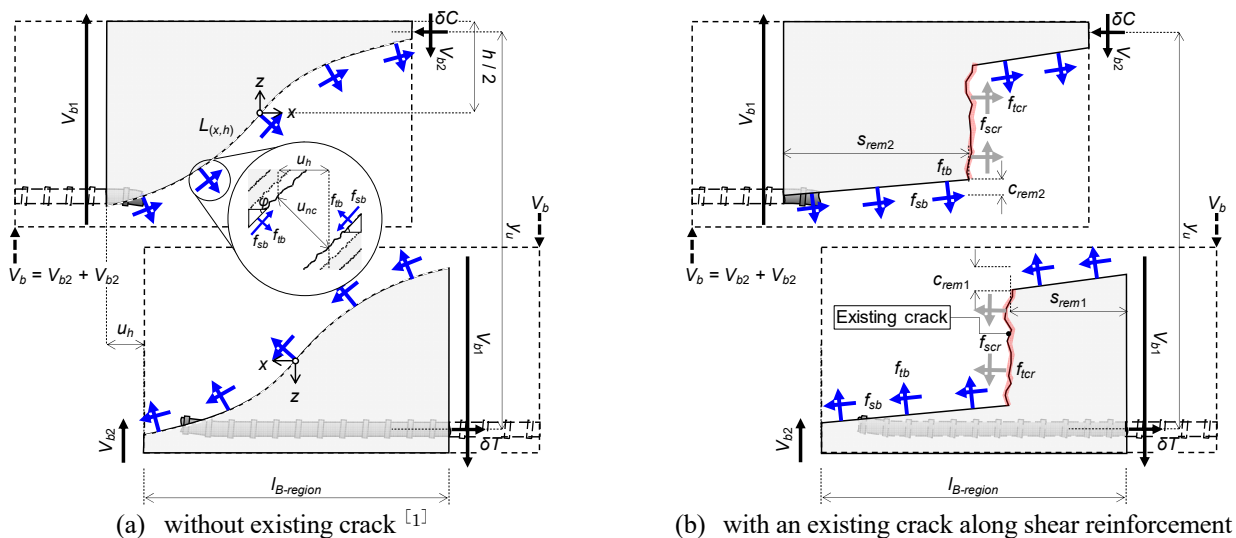 δC
V_b2
h / 2
z
x
V_b1
L_(x,h)
u_h
φ
u_nc
f_tb
f_sb
f_sb
f_tb
y_u
V_b
V_b = V_b2 + V_b2
u_h
x
z
V_b1
V_b2
δT
l_B-region
(a) without existing crack [1]
δC
V_b2
V_b1
f_tcr
f_scr
s_rem2
f_tb
c_rem2
f_sb
y_u
V_b
V_b = V_b2 + V_b2
c_rem1
s_rem1
Existing crack
f_scr
V_b1
f_tb
f_tcr
f_sb
V_b2
δT
l_B-region
(b) with an existing crack along shear reinforcement